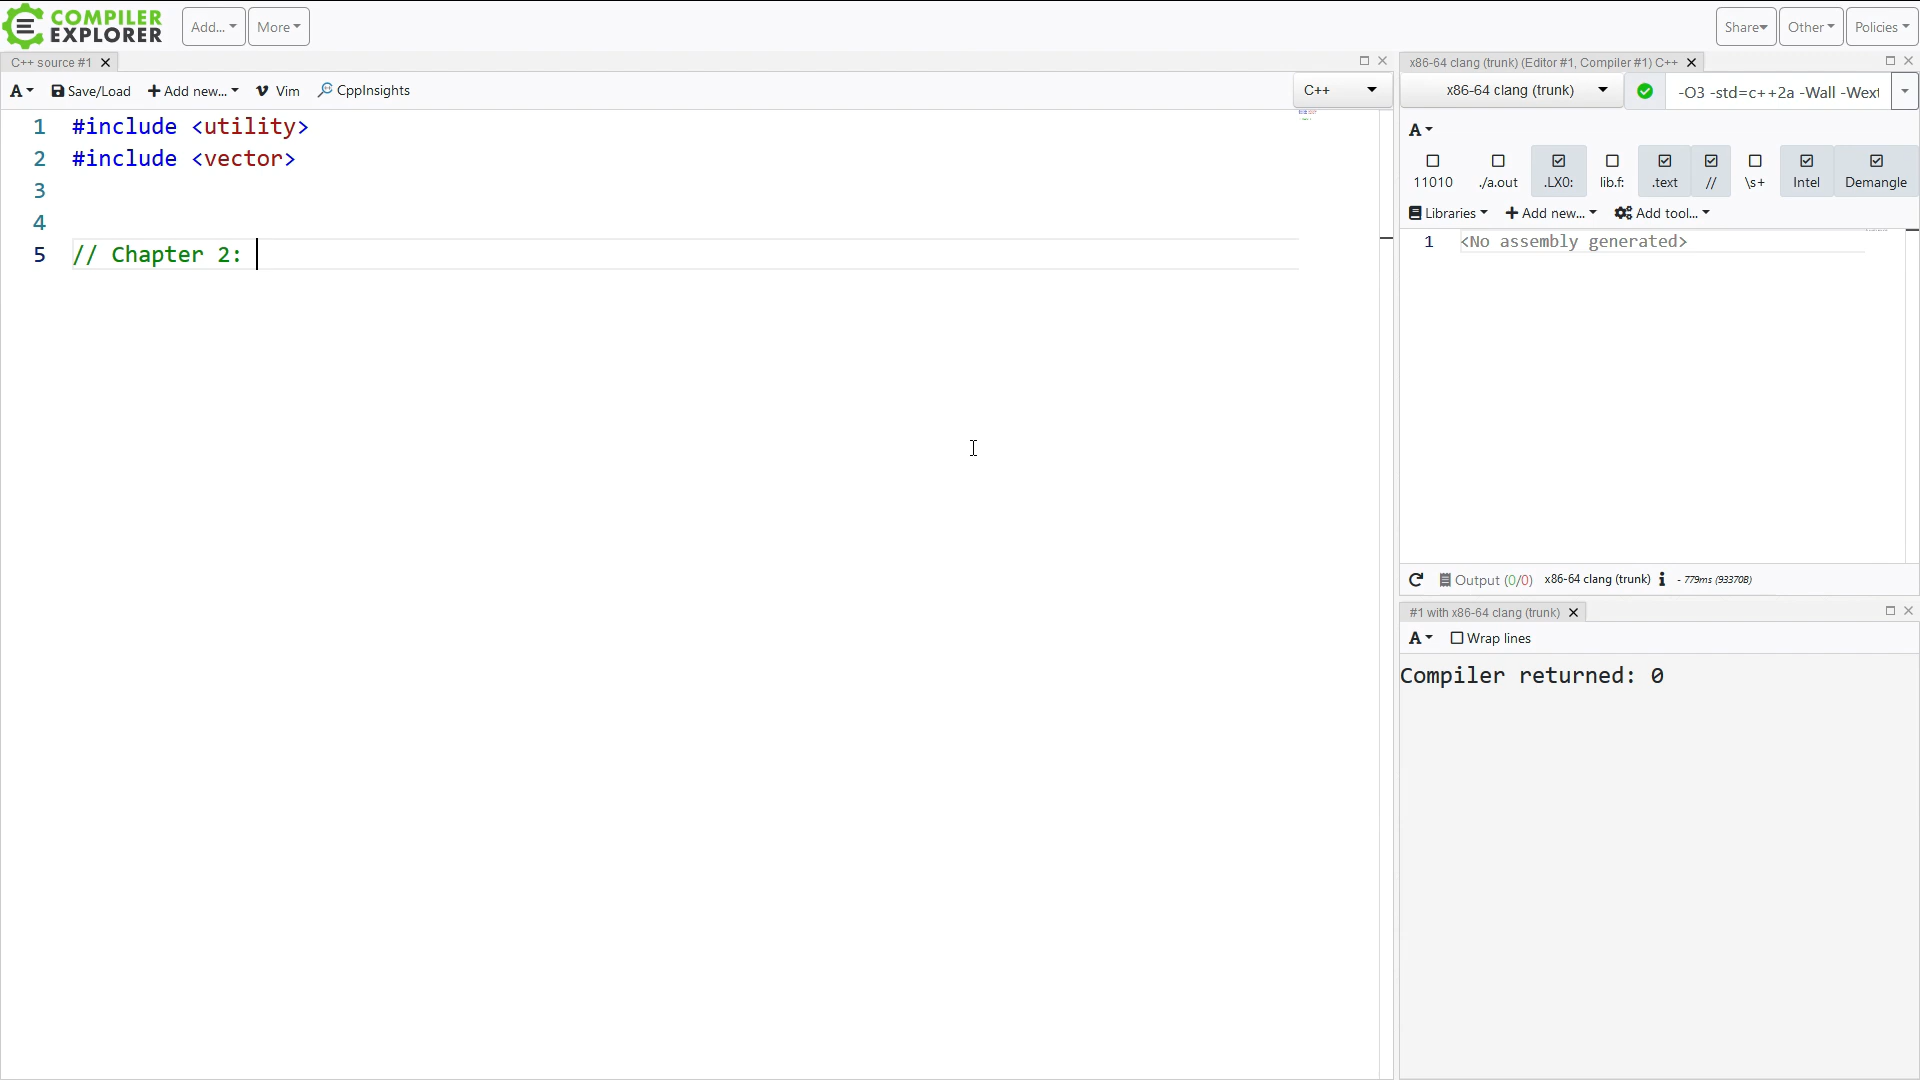 COMPILER
EXPLORER
Add...
More
Share
Other
Policies
C++ source #1
A
Save/Load
Add new...
Vim
CppInsights
C++
1 #include <utility>
2 #include <vector>
3
4
5 // Chapter 2:
x86-64 clang (trunk) (Editor #1, Compiler #1) C++
x86-64 clang (trunk)
-O3 -std=c++2a -Wall -Wext
A
11010
./a.out
.LX0:
lib.f:
.text
//
\s+
Intel
Demangle
Libraries
Add new...
Add tool...
1 <No assembly generated>
Output (0/0) x86-64 clang (trunk) i - 779ms (93370B)
#1 with x86-64 clang (trunk)
A
Wrap lines
Compiler returned: 0